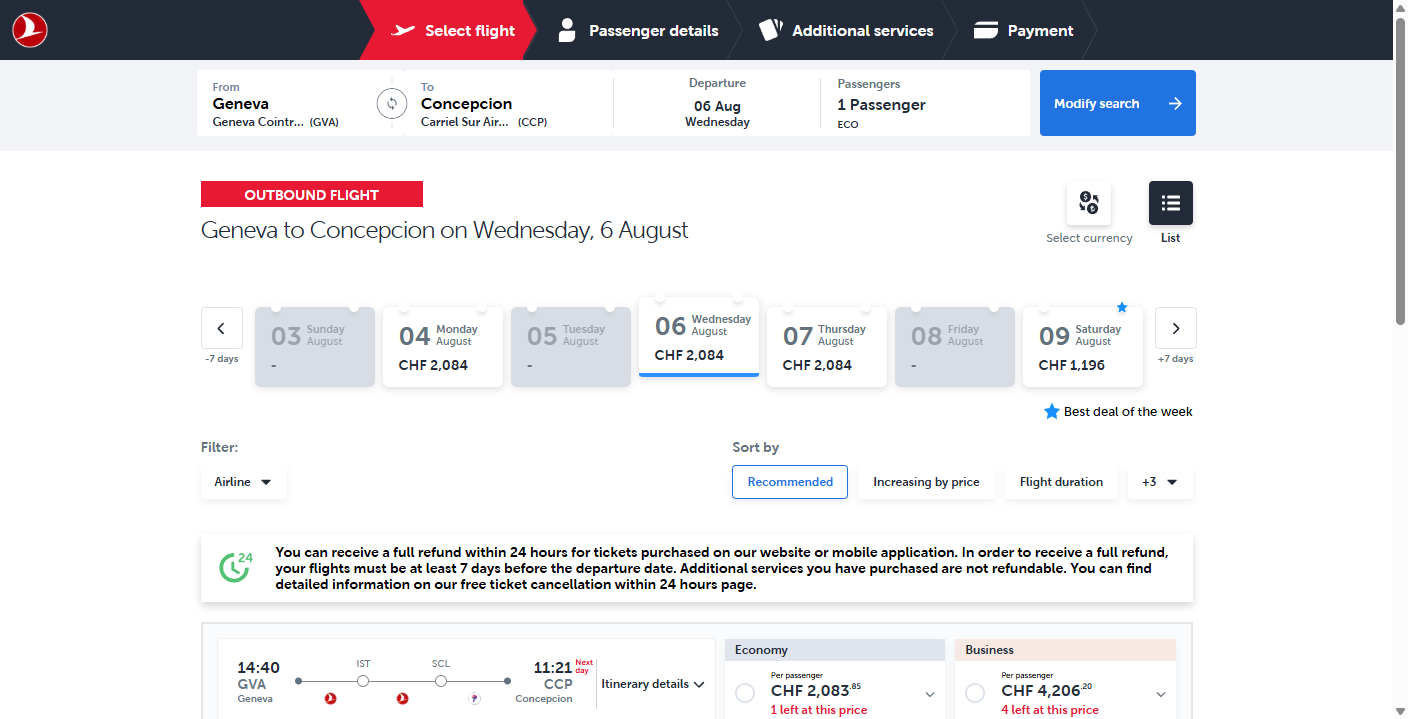 Select flight
Passenger details
Additional services
Payment
From
Geneva
Geneva Cointr... (GVA)
To
Concepcion
Carriel Sur Air... (CCP)
Departure
06 Aug
Wednesday
Passengers
1 Passenger
ECO
Modify search
OUTBOUND FLIGHT
Geneva to Concepcion on Wednesday, 6 August
Select currency
List
-7 days
03 Sunday August
-
04 Monday August
CHF 2,084
05 Tuesday August
-
06 Wednesday August
CHF 2,084
07 Thursday August
CHF 2,084
08 Friday August
-
09 Saturday August
CHF 1,196
+7 days
Best deal of the week
Filter:
Airline
Sort by
Recommended
Increasing by price
Flight duration
+3
24
You can receive a full refund within 24 hours for tickets purchased on our website or mobile application. In order to receive a full refund,
your flights must be at least 7 days before the departure date. Additional services you have purchased are not refundable. You can find
detailed information on our free ticket cancellation within 24 hours page.
14:40
GVA
Geneva
IST
SCL
11:21 Next day
CCP
Concepcion
Itinerary details
Economy
Per passenger
CHF 2,083.85
1 left at this price
Business
Per passenger
CHF 4,206.20
4 left at this price